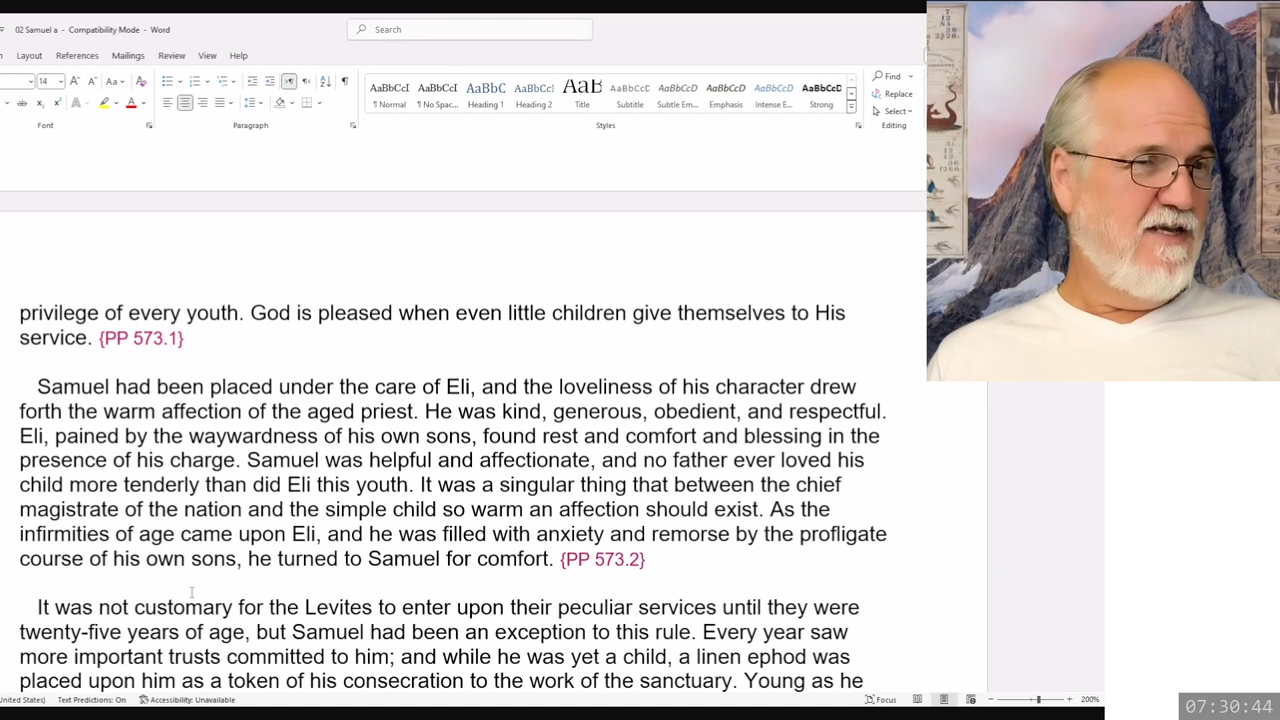 02 Samuel a - Compatibility Mode - Word
Search
Layout References Mailings Review View Help
14
Find
Replace
Select
Normal No Spac... Heading 1 Heading 2 Title Subtitle Subtle Em... Emphasis Intense E... Strong
Font Paragraph Styles Editing
privilege of every youth. God is pleased when even little children give themselves to His
service. {PP 573.1}
Samuel had been placed under the care of Eli, and the loveliness of his character drew
forth the warm affection of the aged priest. He was kind, generous, obedient, and respectful.
Eli, pained by the waywardness of his own sons, found rest and comfort and blessing in the
presence of his charge. Samuel was helpful and affectionate, and no father ever loved his
child more tenderly than did Eli this youth. It was a singular thing that between the chief
magistrate of the nation and the simple child so warm an affection should exist. As the
infirmities of age came upon Eli, and he was filled with anxiety and remorse by the profligate
course of his own sons, he turned to Samuel for comfort. {PP 573.2}
It was not customary for the Levites to enter upon their peculiar services until they were
twenty-five years of age, but Samuel had been an exception to this rule. Every year saw
more important trusts committed to him; and while he was yet a child, a linen ephod was
placed upon him as a token of his consecration to the work of the sanctuary. Young as he
United States) Text Predictions: On Accessibility: Unavailable Focus 200%
07:30:44